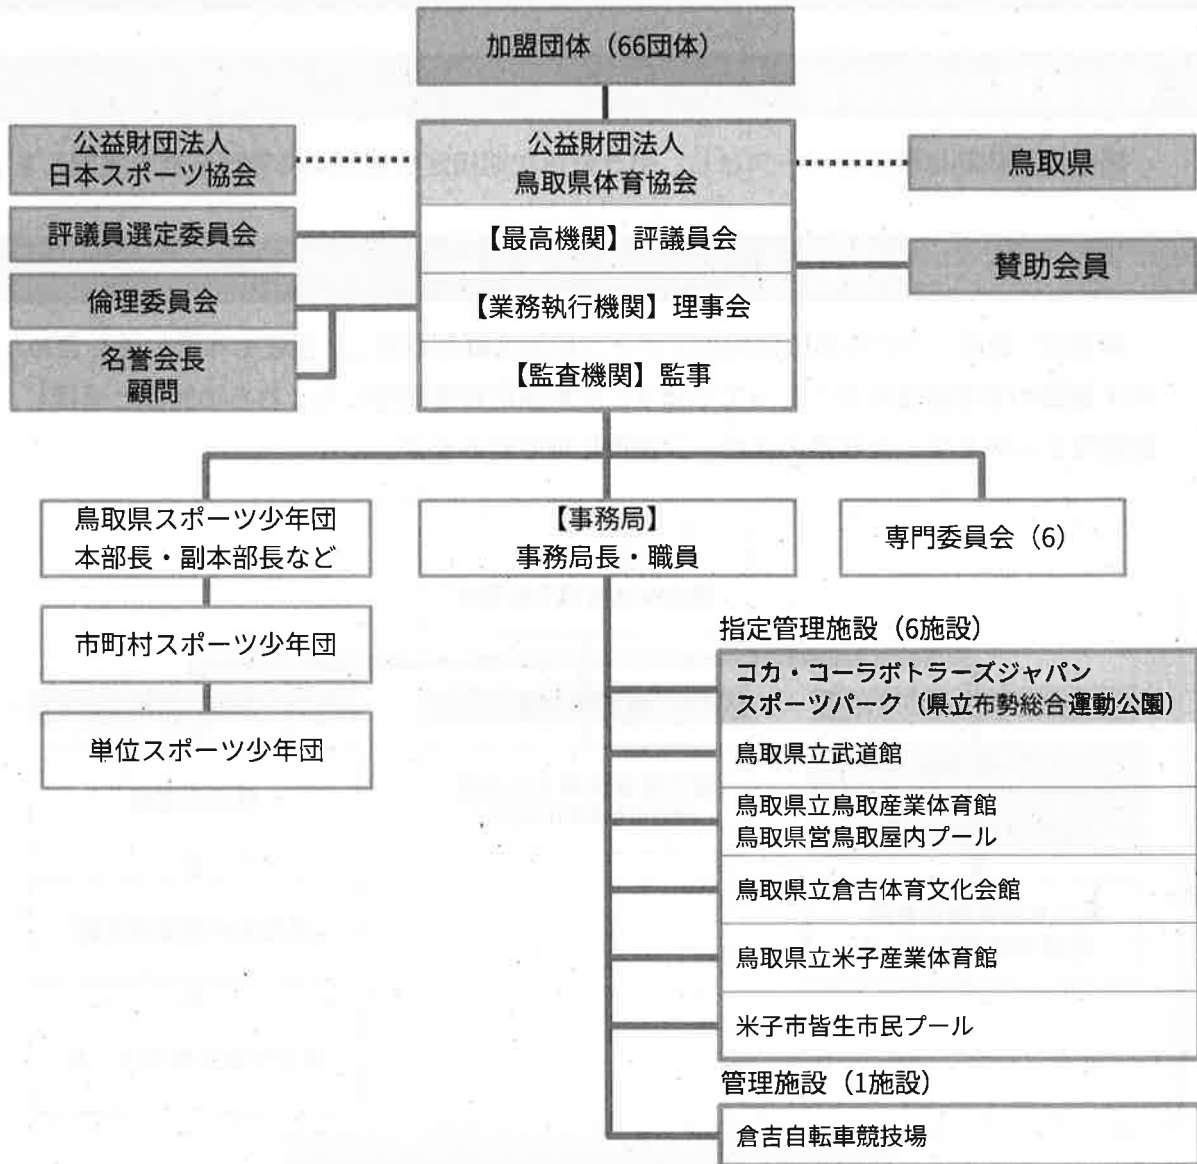 加盟団体（66団体）
公益財団法人
日本スポーツ協会
公益財団法人
鳥取県体育協会
鳥取県
評議員選定委員会
【最高機関】評議員会
賛助会員
倫理委員会
【業務執行機関】理事会
名誉会長
顧問
【監査機関】監事
鳥取県スポーツ少年団
本部長・副本部長など
【事務局】
事務局長・職員
専門委員会（6）
市町村スポーツ少年団
単位スポーツ少年団
指定管理施設（6施設）
コカ・コーラボトラーズジャパン
スポーツパーク（県立布勢総合運動公園）
鳥取県立武道館
鳥取県立鳥取産業体育館
鳥取県営鳥取屋内プール
鳥取県立倉吉体育文化会館
鳥取県立米子産業体育館
米子市皆生市民プール
管理施設（1施設）
倉吉自転車競技場